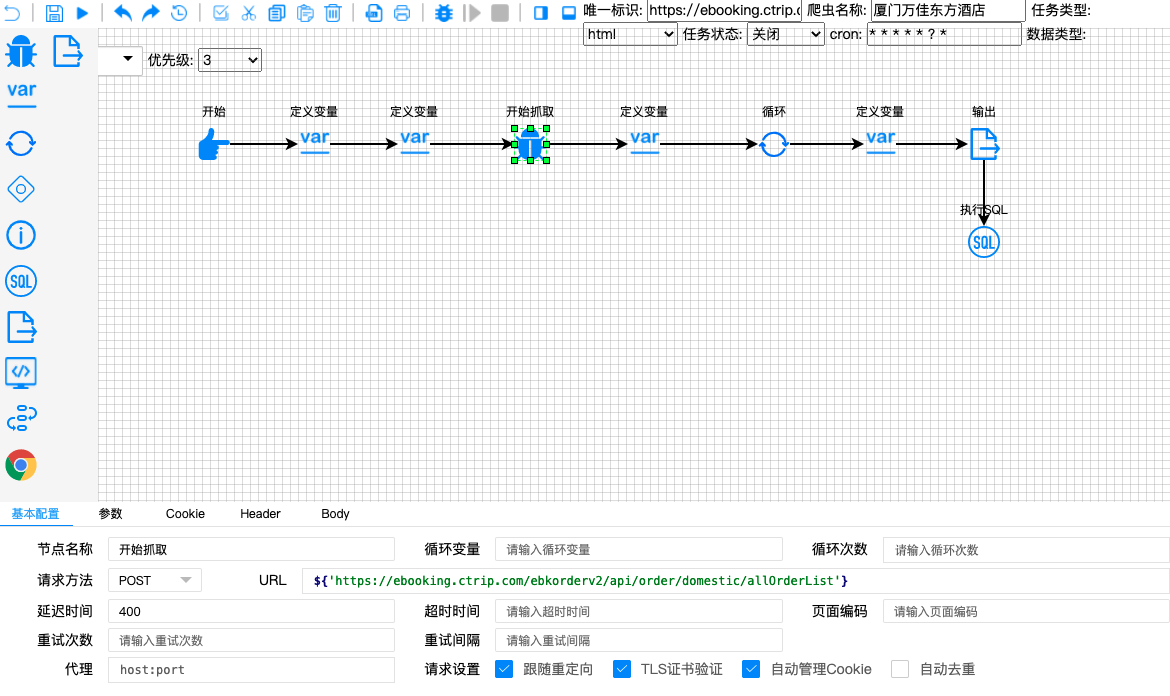 唯一标识: https://ebooking.ctrip.c 爬虫名称: 厦门万佳东方酒店 任务类型:
html 任务状态: 关闭 cron: * * * * * ? * 数据类型:
优先级: 3
var
开始 定义变量 定义变量 开始抓取 定义变量 循环 定义变量 输出
var var var var
执行SQL
SQL
SQL
基本配置 参数 Cookie Header Body
节点名称 开始抓取 循环变量 请输入循环变量 循环次数 请输入循环次数
请求方法 POST URL ${'https://ebooking.ctrip.com/ebkorderv2/api/order/domestic/allOrderList'}
延迟时间 400 超时时间 请输入超时时间 页面编码 请输入页面编码
重试次数 请输入重试次数 重试间隔 请输入重试间隔
代理 host:port 请求设置 跟随重定向 TLS证书验证 自动管理Cookie 自动去重